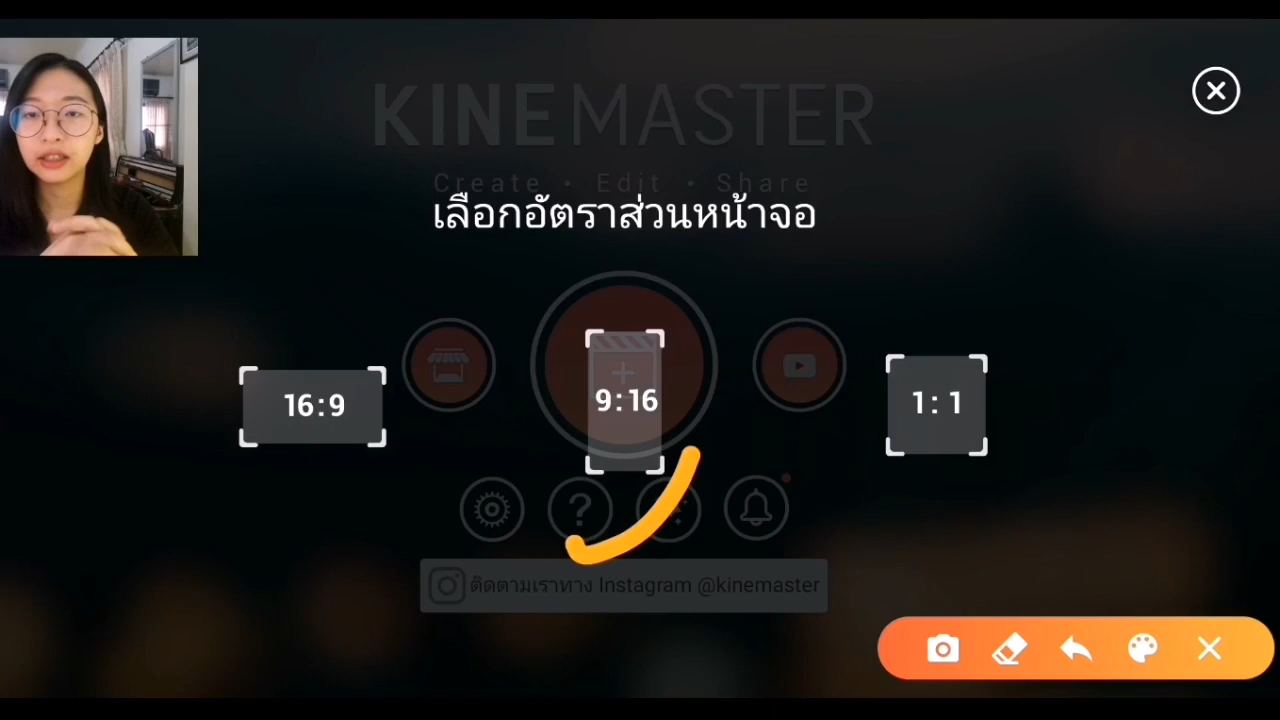 KINEMASTER
Create • Edit • Share
เลือกอัตราส่วนหน้าจอ
16:9
9:16
1:1
?
ติดตามเราทาง Instagram @kinemaster